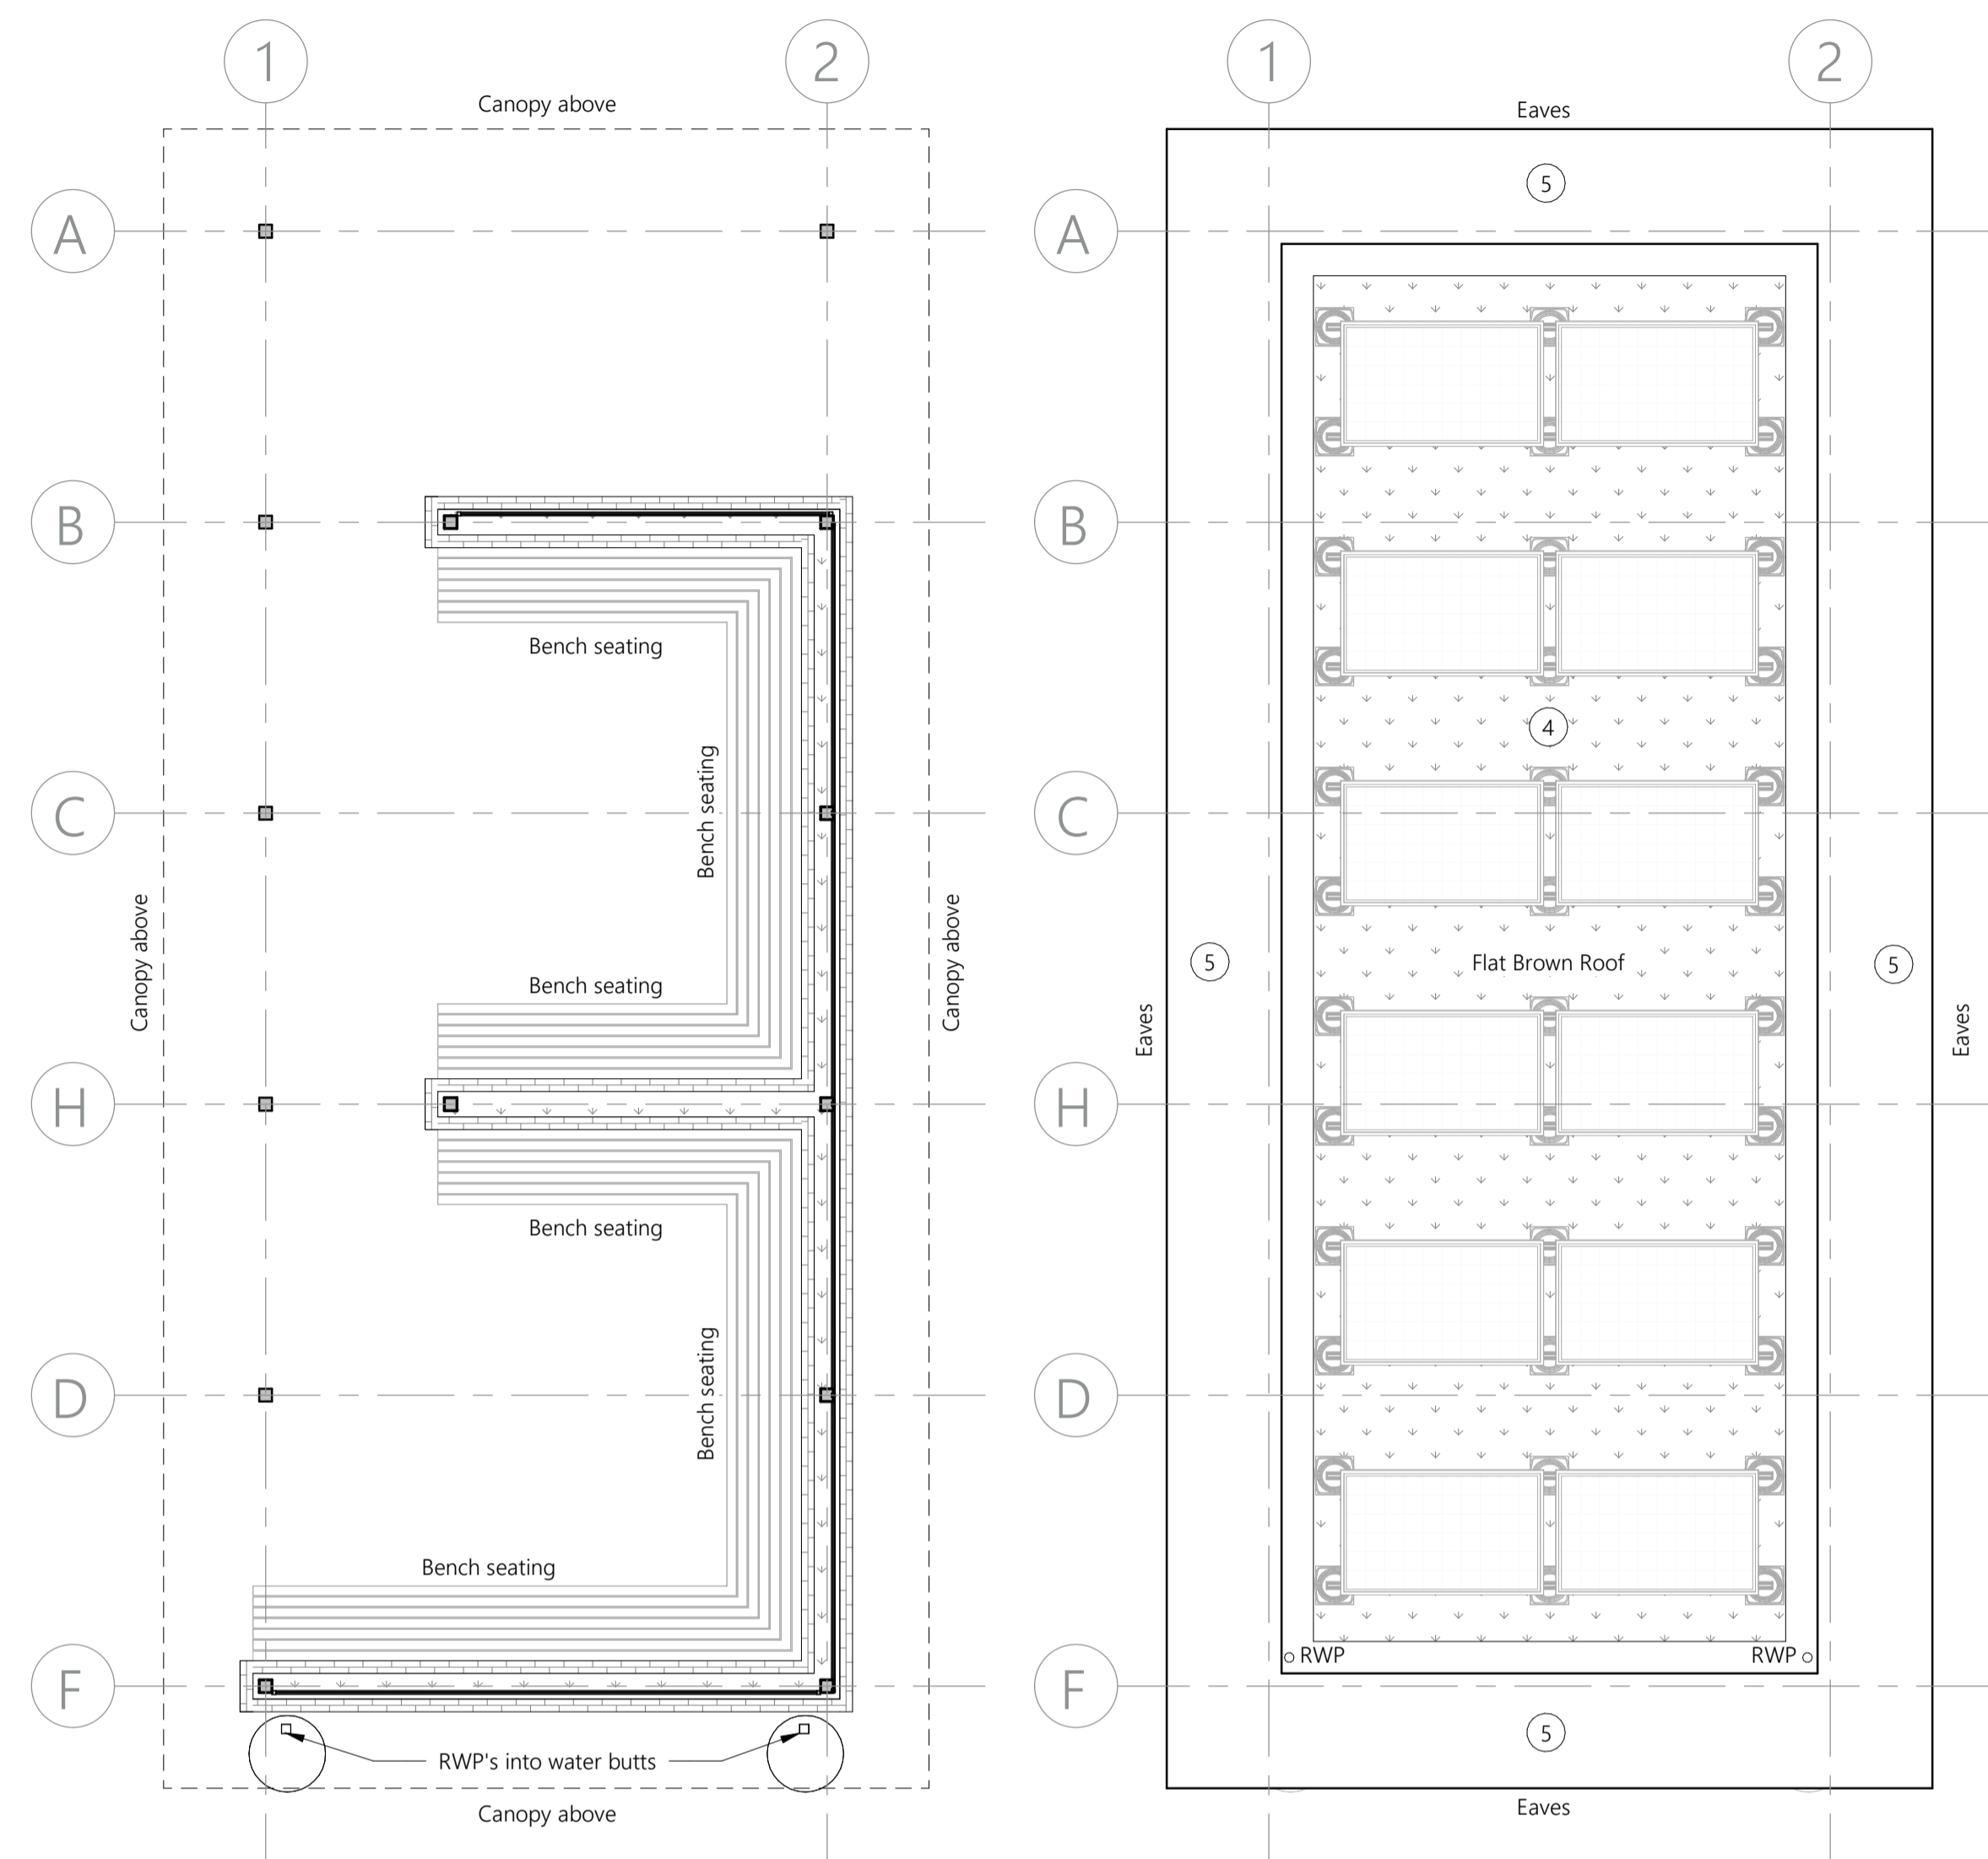 1
2
Canopy above
A
B
Bench seating
Bench seating
C
Canopy above
Canopy above
Bench seating
H
Bench seating
Bench seating
D
Bench seating
F
RWP's into water butts
Canopy above
1
2
Eaves
5
A
B
4
C
Flat Brown Roof
5
5
Eaves
Eaves
H
D
RWP
RWP
F
5
Eaves